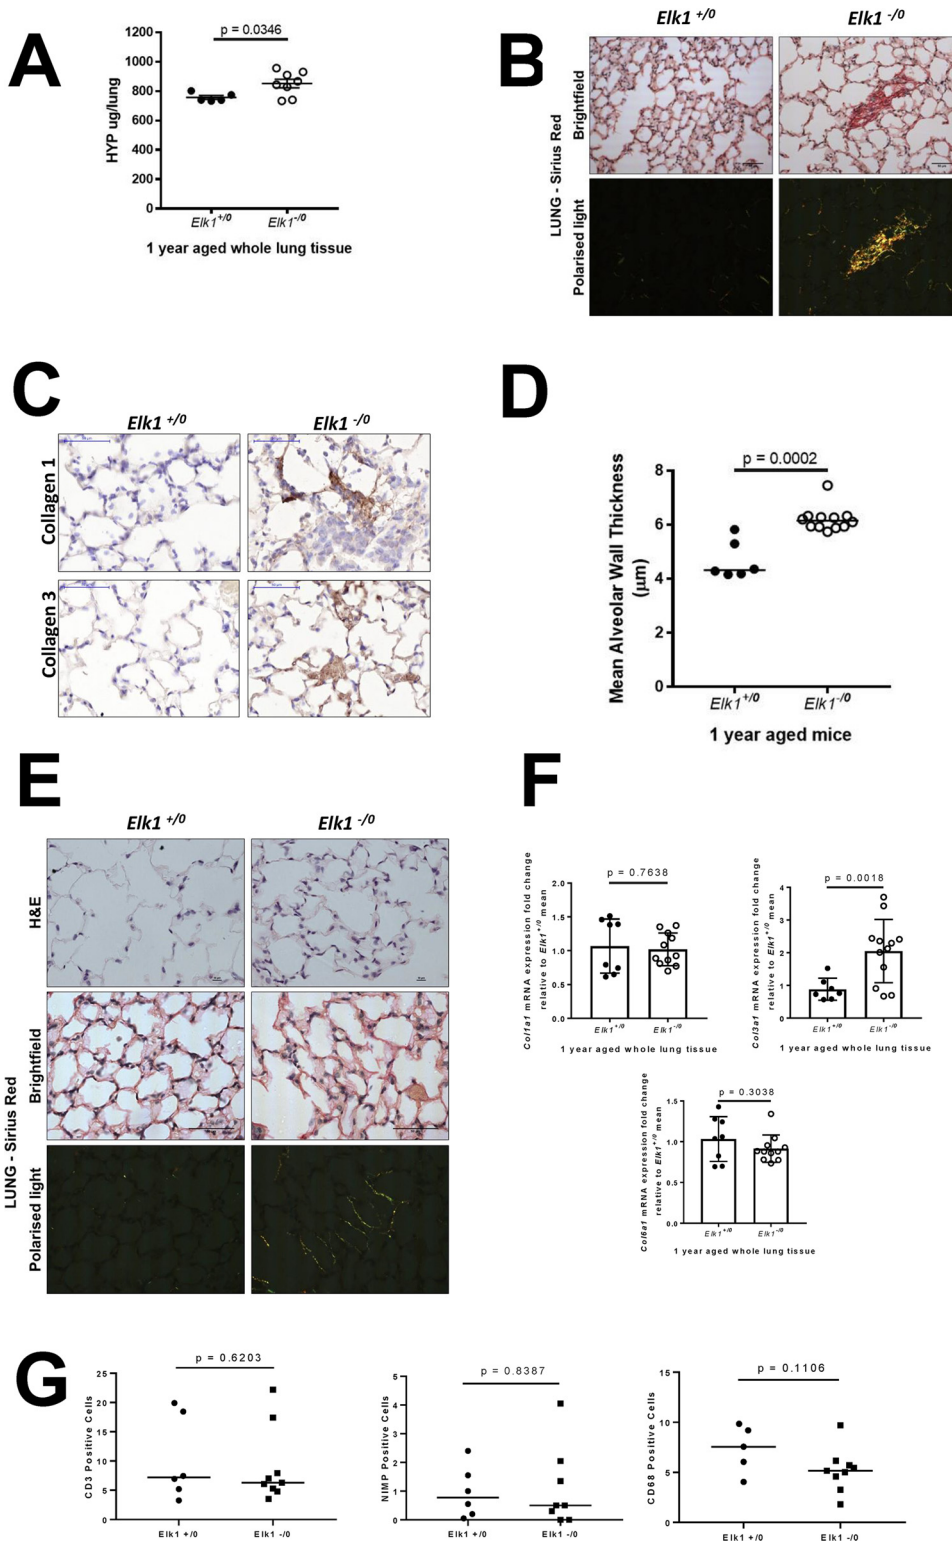 A
p = 0.0346
1200
1000
800
600
400
200
0
HYP ug/lung
Elk1+/0
Elk1-/0
1 year aged whole lung tissue
B
Elk1 +/0
Elk1 -/0
LUNG - Sirius Red
Brightfield
Polarised light
C
Elk1 +/0
Elk1 -/0
Collagen 1
Collagen 3
D
p = 0.0002
8
6
4
2
0
Mean Alveolar Wall Thickness
(μm)
Elk1+/0
Elk1-/0
1 year aged mice
E
Elk1 +/0
Elk1 -/0
H&E
LUNG - Sirius Red
Brightfield
Polarised light
F
p = 0.7638
2.0
1.5
1.0
0.5
0.0
Col1a1 mRNA expression fold change
relative to Elk1+/0 mean
Elk1+/0
Elk1-/0
1 year aged whole lung tissue
p = 0.0018
4
3
2
1
0
Col3a1 mRNA expression fold change
relative to Elk1+/0 mean
Elk1+/0
Elk1-/0
1 year aged whole lung tissue
p = 0.3038
1.5
1.0
0.5
0.0
Col6a1 mRNA expression fold change
relative to Elk1+/0 mean
Elk1+/0
Elk1-/0
1 year aged whole lung tissue
G
p = 0.6203
25
20
15
10
5
0
CD3 Positive Cells
Elk1 +/0
Elk1 -/0
p = 0.8387
5
4
3
2
1
0
NIMP Positive Cells
Elk1 +/0
Elk1 -/0
p = 0.1106
15
10
5
0
CD68 Positive Cells
Elk1 +/0
Elk1 -/0